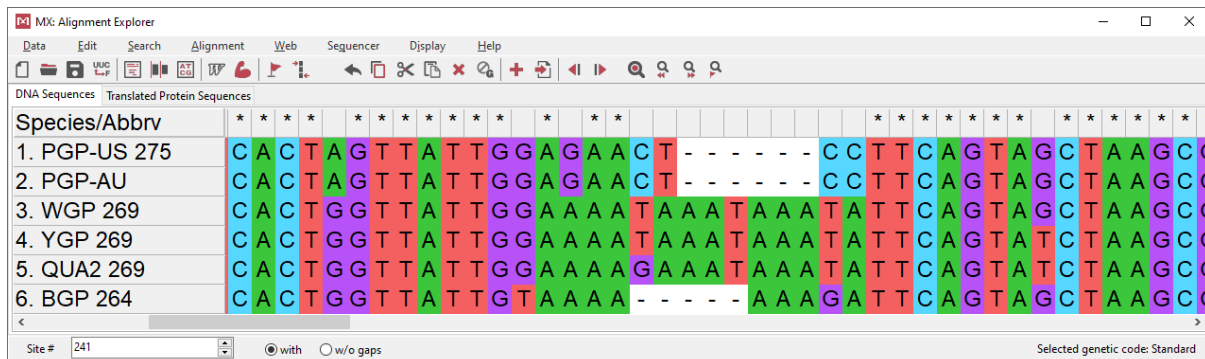 MX: Alignment Explorer
Data Edit Search Alignment Web Sequencer Display Help
DNA Sequences Translated Protein Sequences
Species/Abbrv * * * * * * * * * * * * * * * * * * * * * * * * * * *
1. PGP-US 275 C A C T A G T T A T T G G A G A A C T - - - - - - C C T T C A G T A G C T A A G C
2. PGP-AU C A C T A G T T A T T G G A G A A C T - - - - - - C C T T C A G T A G C T A A G C
3. WGP 269 C A C T G G T T A T T G G A A A A T A A A T A A A T A T T C A G T A G C T A A G C
4. YGP 269 C A C T G G T T A T T G G A A A A T A A A T A A A T A T T C A G T A T C T A A G C
5. QUA2 269 C A C T G G T T A T T G G A A A A G A A A T A A A T A T T C A G T A T C T A A G C
6. BGP 264 C A C T G G T T A T T G T A A A A - - - - - A A A G A T T C A G T A G C T A A G C
Site # 241 with w/o gaps Selected genetic code: Standard